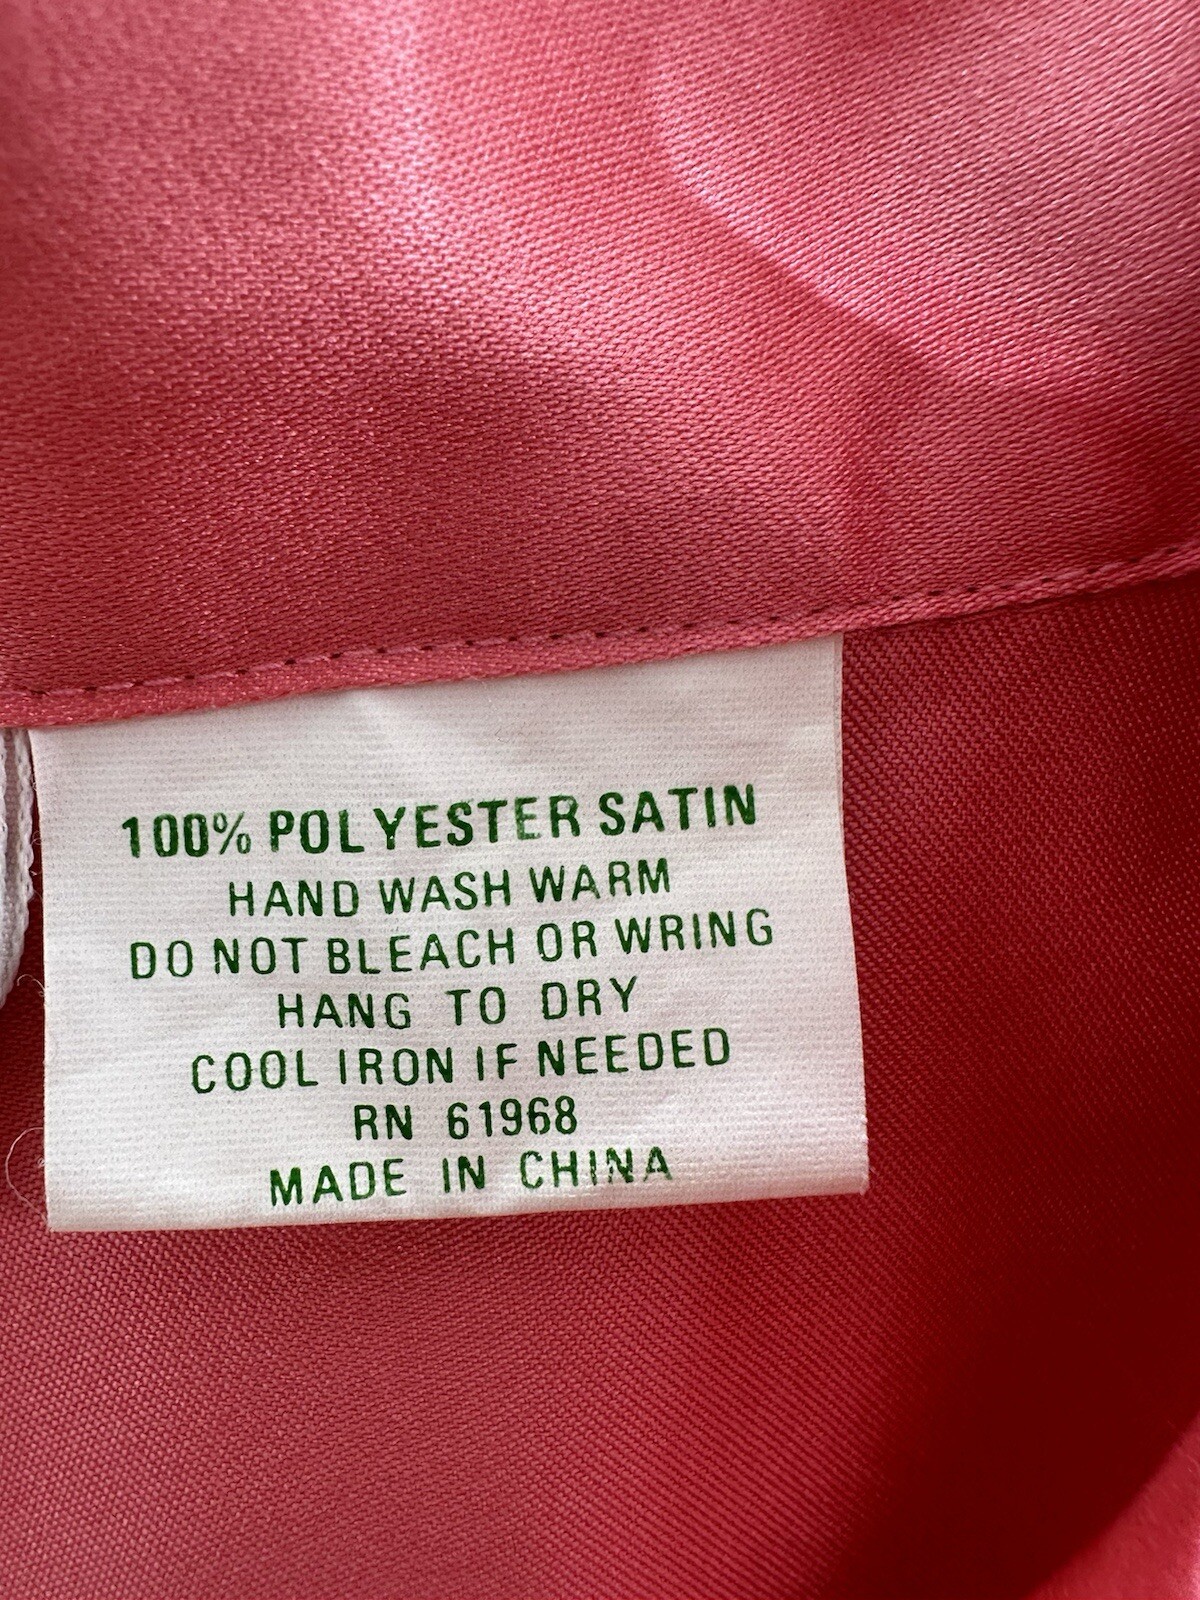 100% POLYESTER SATIN
HAND WASH WARM
DO NOT BLEACH OR WRING
HANG TO DRY
COOL IRON IF NEEDED
RN 61968
MADE IN CHINA